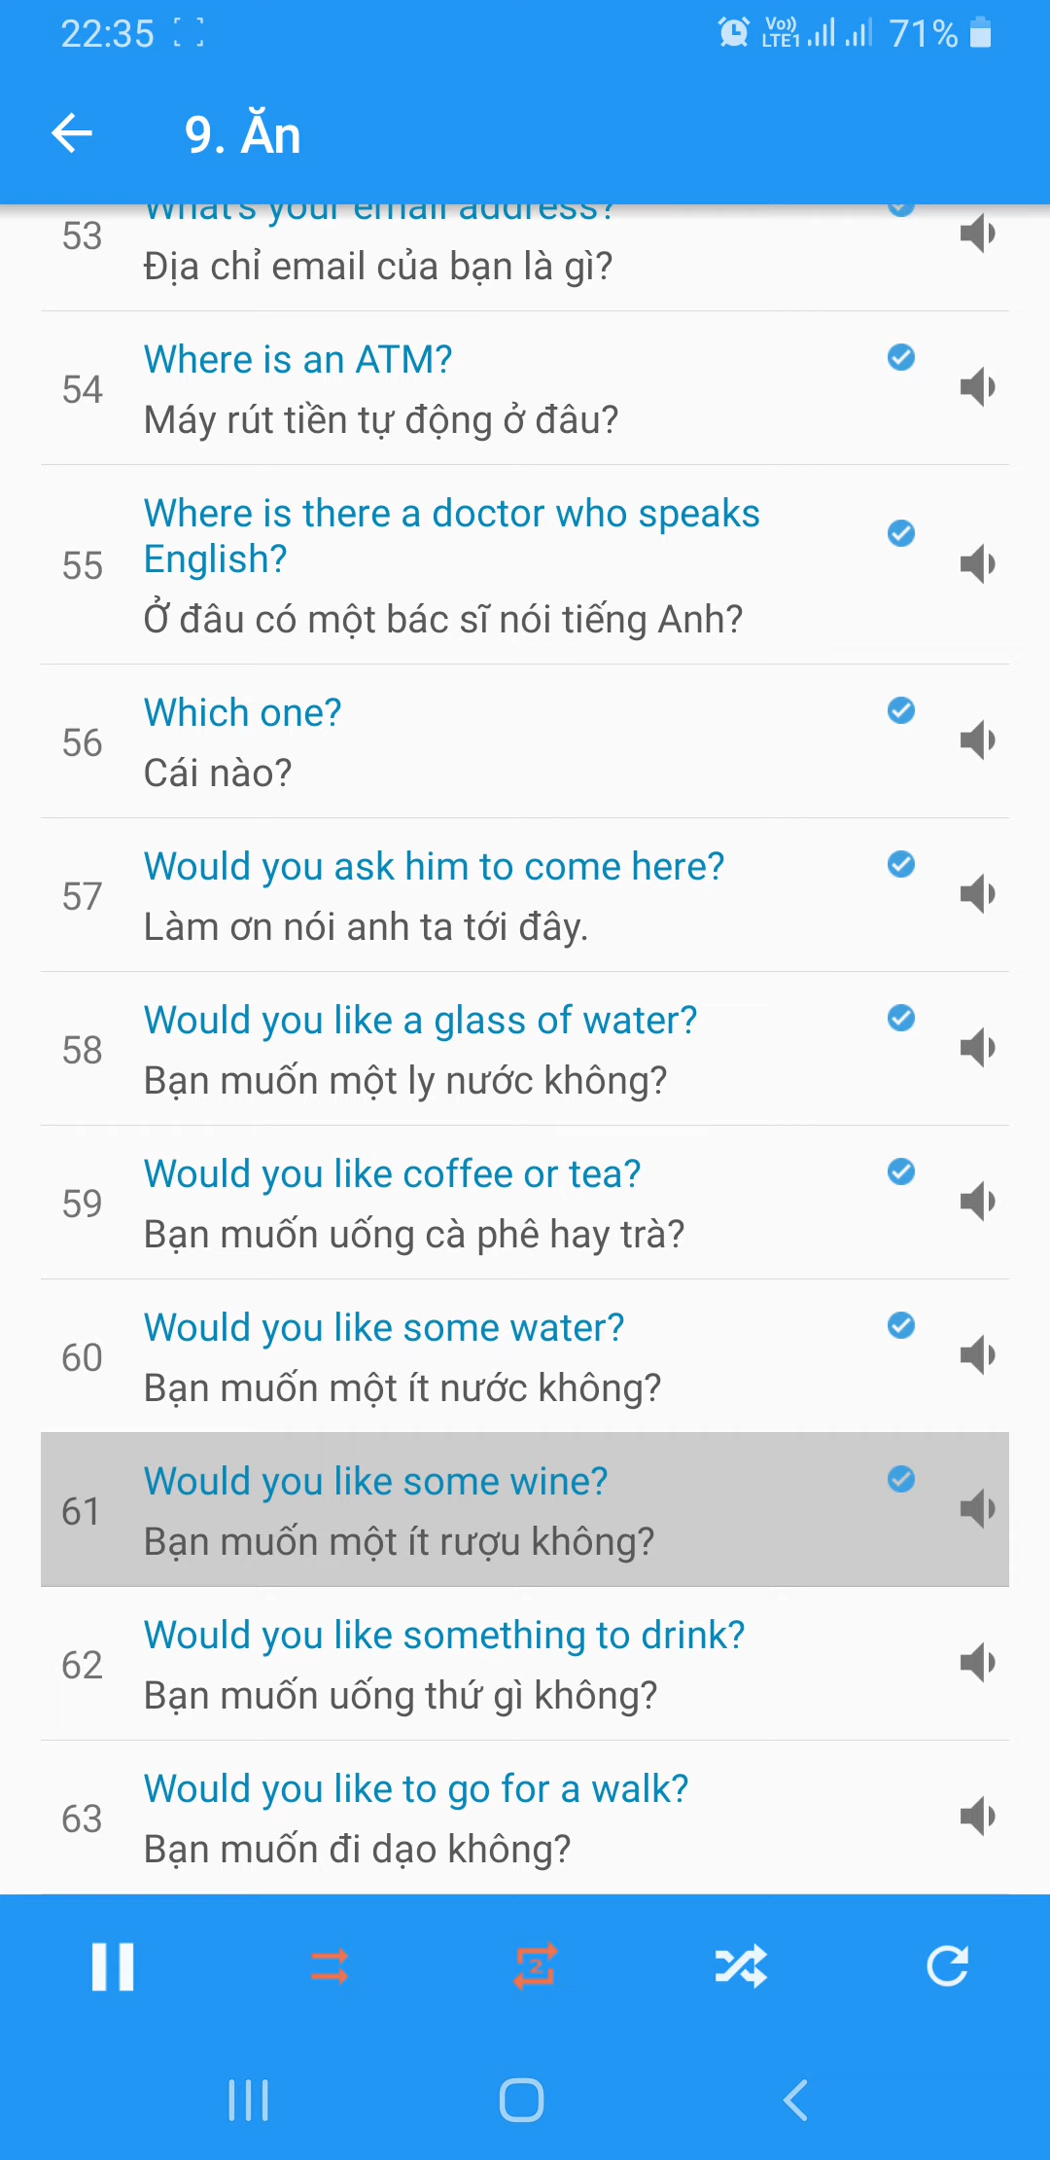 22:35
Vo)) LTE1 71%
9. Ăn
What's your email address?
53
Địa chỉ email của bạn là gì?
Where is an ATM?
54
Máy rút tiền tự động ở đâu?
Where is there a doctor who speaks
English?
55
Ở đâu có một bác sĩ nói tiếng Anh?
Which one?
56
Cái nào?
Would you ask him to come here?
57
Làm ơn nói anh ta tới đây.
Would you like a glass of water?
58
Bạn muốn một ly nước không?
Would you like coffee or tea?
59
Bạn muốn uống cà phê hay trà?
Would you like some water?
60
Bạn muốn một ít nước không?
Would you like some wine?
61
Bạn muốn một ít rượu không?
Would you like something to drink?
62
Bạn muốn uống thứ gì không?
Would you like to go for a walk?
63
Bạn muốn đi dạo không?
2